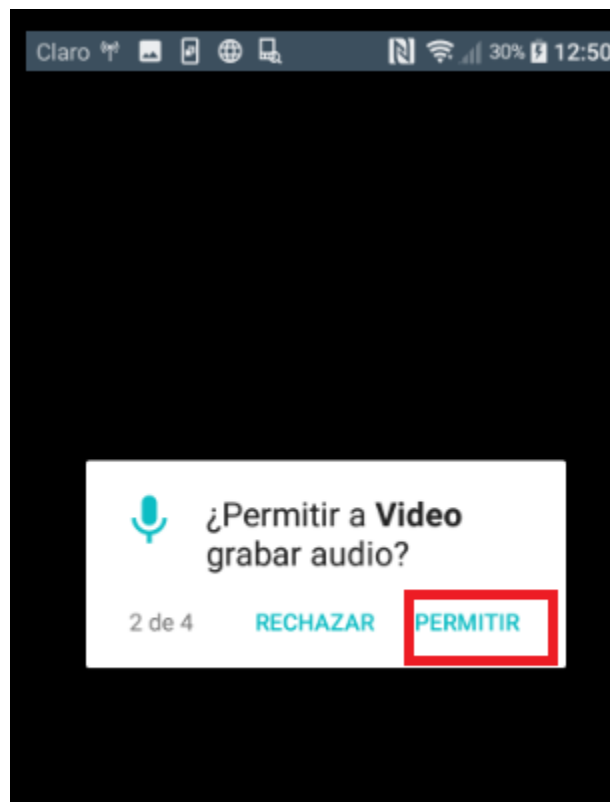 Claro 30% 12:50
¿Permitir a Video
grabar audio?
2 de 4 RECHAZAR PERMITIR